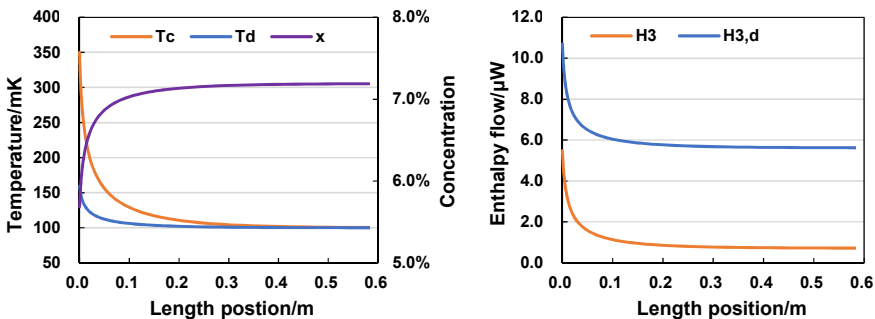 Tc Td x
400
350
300
250
200
150
100
50
Temperature/mK
8.0%
7.0%
6.0%
5.0%
Concentration
0.0 0.1 0.2 0.3 0.4 0.5 0.6
Length postion/m
H3 H3,d
12.0
10.0
8.0
6.0
4.0
2.0
0.0
Enthalpy flow/μW
0.0 0.1 0.2 0.3 0.4 0.5 0.6
Length position/m